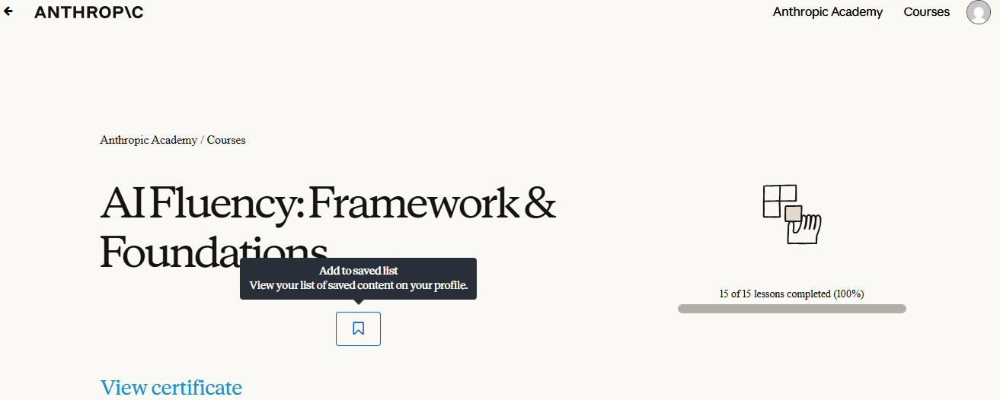 ANTHROP\C
Anthropic Academy
Courses
Anthropic Academy / Courses
AI Fluency: Framework &
Foundations
Add to saved list
View your list of saved content on your profile.
15 of 15 lessons completed (100%)
View certificate